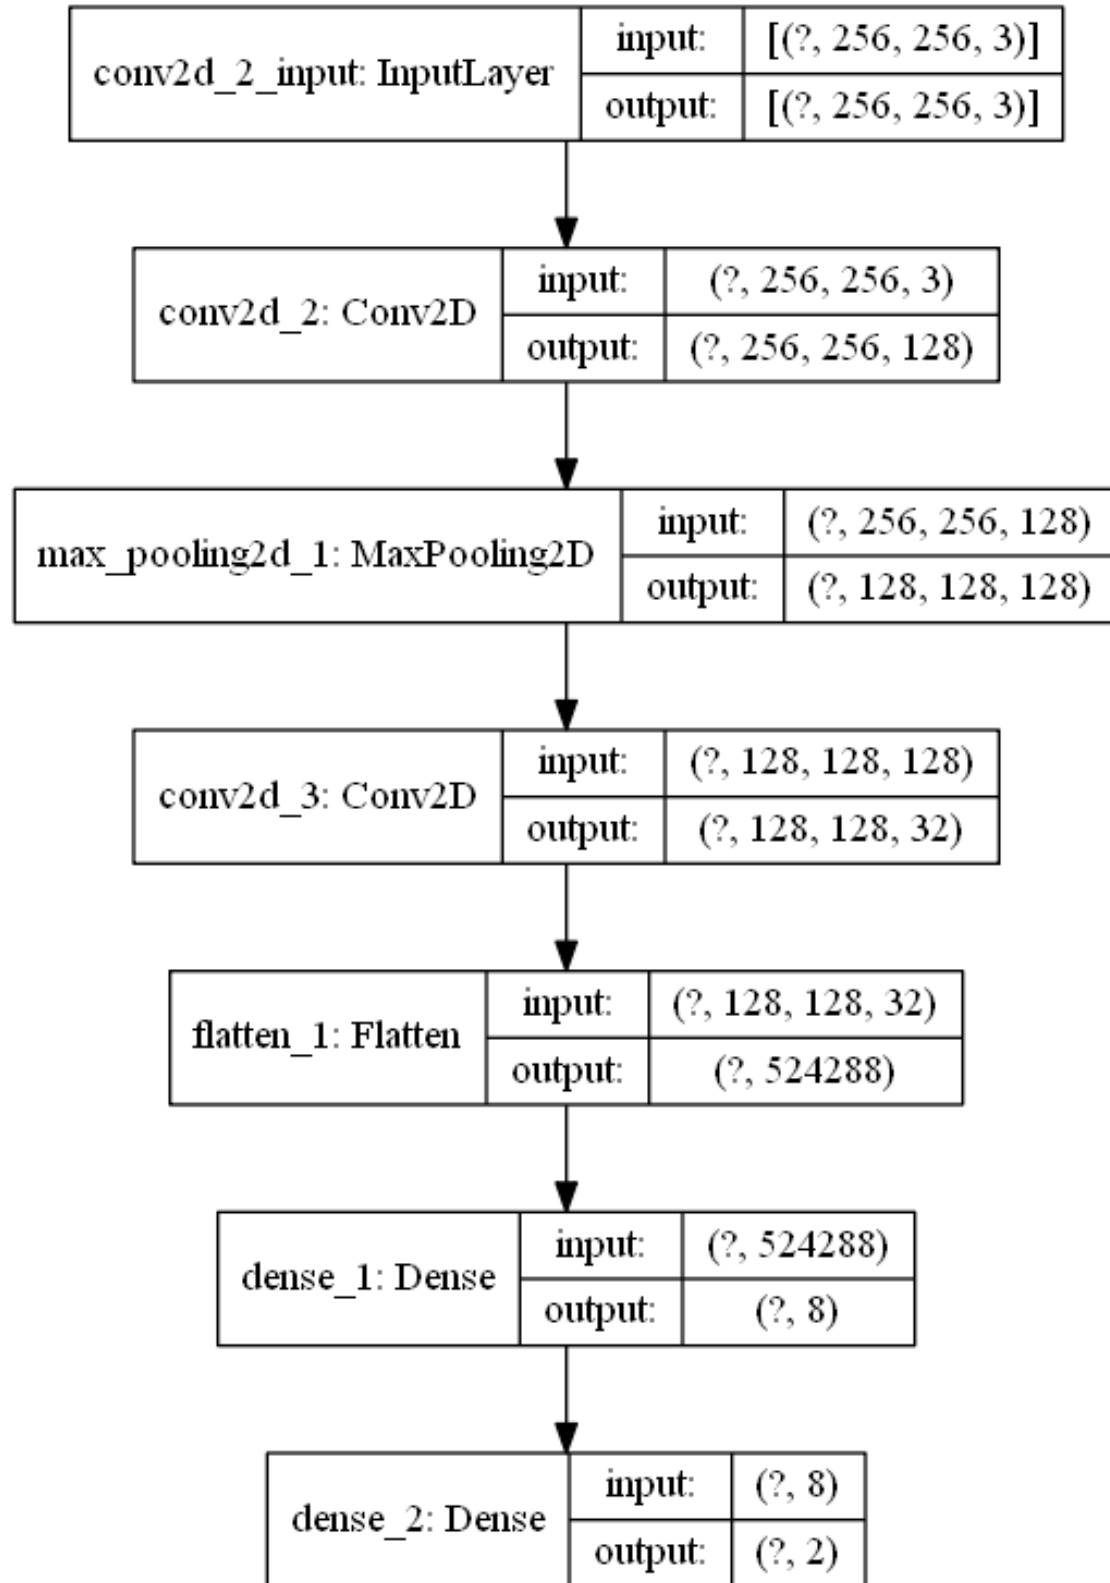 conv2d_2_input: InputLayer
input:
[(?, 256, 256, 3)]
output:
[(?, 256, 256, 3)]
conv2d_2: Conv2D
input:
(?, 256, 256, 3)
output:
(?, 256, 256, 128)
max_pooling2d_1: MaxPooling2D
input:
(?, 256, 256, 128)
output:
(?, 128, 128, 128)
conv2d_3: Conv2D
input:
(?, 128, 128, 128)
output:
(?, 128, 128, 32)
flatten_1: Flatten
input:
(?, 128, 128, 32)
output:
(?, 524288)
dense_1: Dense
input:
(?, 524288)
output:
(?, 8)
dense_2: Dense
input:
(?, 8)
output:
(?, 2)